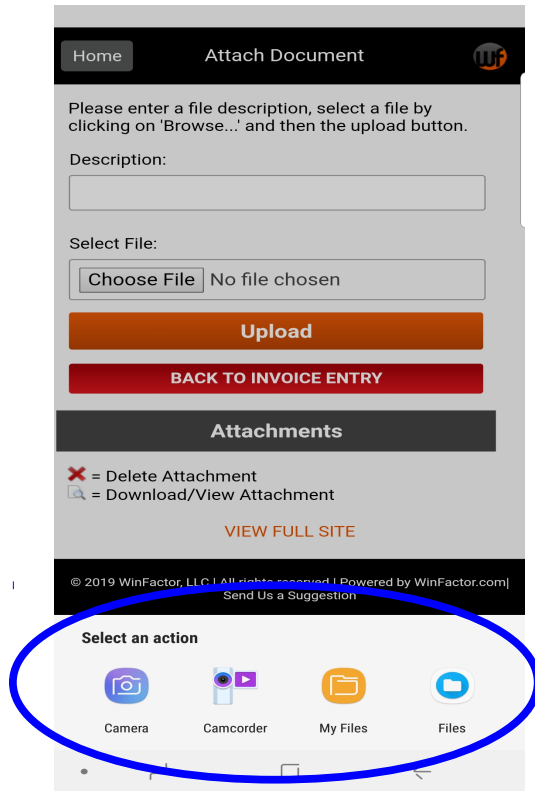 Home
Attach Document
Please enter a file description, select a file by
clicking on 'Browse...' and then the upload button.
Description:
Select File:
Choose File No file chosen
Upload
BACK TO INVOICE ENTRY
Attachments
= Delete Attachment
= Download/View Attachment
VIEW FULL SITE
© 2019 WinFactor, LLC | All rights reserved | Powered by WinFactor.com|
Send Us a Suggestion
Select an action
Camera Camcorder My Files Files